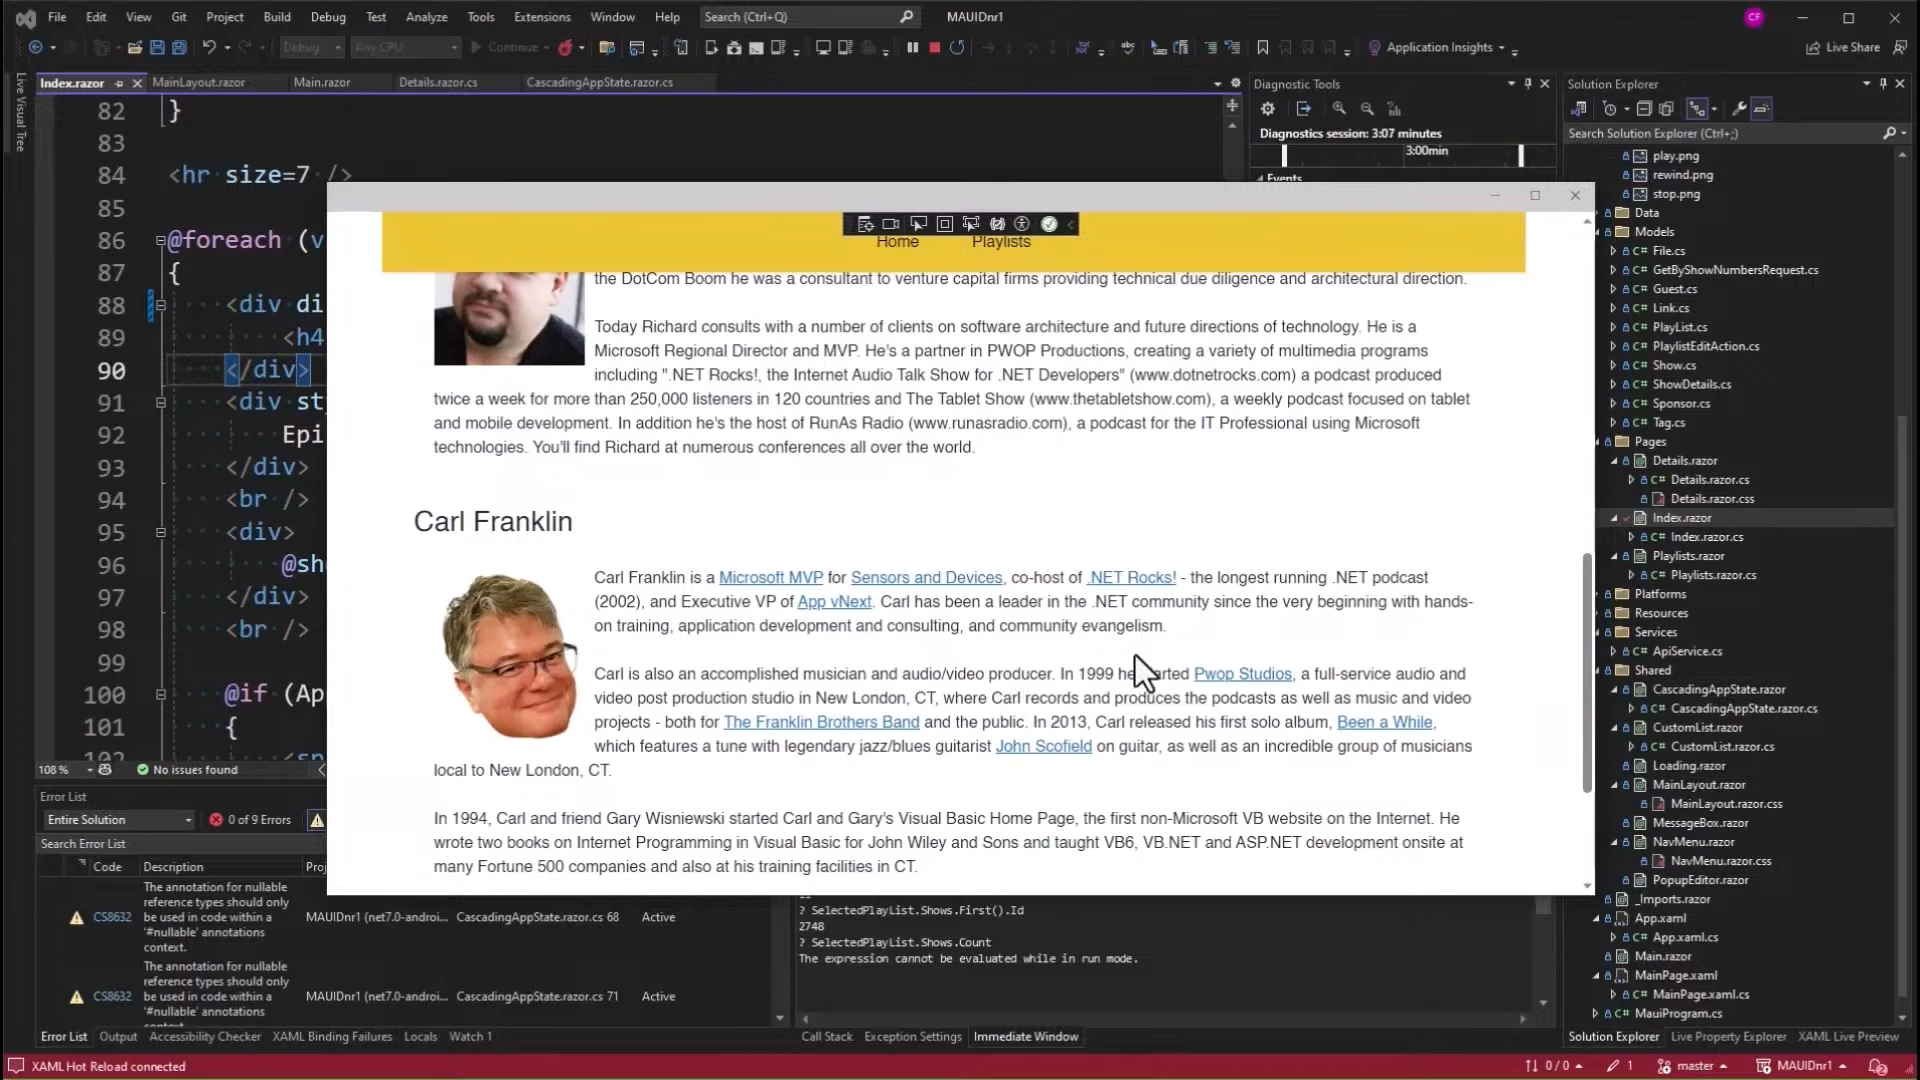 File Edit View Git Project Build Debug Test Analyze Tools Extensions Window Help Search (Ctrl+Q) MAUIDnr1 CF
Debug Any CPU Continue Application Insights Live Share
Live Visual Tree
Index.razor MainLayout.razor Main.razor Details.razor.cs CascadingAppState.razor.cs
82 }
83
84 <hr size=7 />
85
86 @foreach (v
87 {
88 <div di
89 <h4
90 </div>
91 <div st
92 Epi
93 </div>
94 <br />
95 <div>
96 @sh
97 </div>
98 <br />
99
100 @if (Ap
101 {
102 <sp
108 % No issues found
Home Playlists
the DotCom Boom he was a consultant to venture capital firms providing technical due diligence and architectural direction.
Today Richard consults with a number of clients on software architecture and future directions of technology. He is a
Microsoft Regional Director and MVP. He's a partner in PWOP Productions, creating a variety of multimedia programs
including ".NET Rocks!, the Internet Audio Talk Show for .NET Developers" (www.dotnetrocks.com) a podcast produced
twice a week for more than 250,000 listeners in 120 countries and The Tablet Show (www.thetabletshow.com), a weekly podcast focused on tablet
and mobile development. In addition he's the host of RunAs Radio (www.runasradio.com), a podcast for the IT Professional using Microsoft
technologies. You'll find Richard at numerous conferences all over the world.
Carl Franklin
Carl Franklin is a Microsoft MVP for Sensors and Devices, co-host of .NET Rocks! - the longest running .NET podcast
(2002), and Executive VP of App vNext. Carl has been a leader in the .NET community since the very beginning with hands-
on training, application development and consulting, and community evangelism.
Carl is also an accomplished musician and audio/video producer. In 1999 he started Pwop Studios, a full-service audio and
video post production studio in New London, CT, where Carl records and produces the podcasts as well as music and video
projects - both for The Franklin Brothers Band and the public. In 2013, Carl released his first solo album, Been a While,
which features a tune with legendary jazz/blues guitarist John Scofield on guitar, as well as an incredible group of musicians
local to New London, CT.
In 1994, Carl and friend Gary Wisniewski started Carl and Gary's Visual Basic Home Page, the first non-Microsoft VB website on the Internet. He
wrote two books on Internet Programming in Visual Basic for John Wiley and Sons and taught VB6, VB.NET and ASP.NET development onsite at
many Fortune 500 companies and also at his training facilities in CT.
Diagnostic Tools
Diagnostics session: 3:07 minutes
3:00min
Events
Error List
Entire Solution 0 of 9 Errors
Search Error List
Code Description Proj
The annotation for nullable
reference types should only
be used in code within a
'#nullable' annotations
context.
CS8632 MAUIDnr1 (net7.0-androi... CascadingAppState.razor.cs 68 Active
The annotation for nullable
reference types should only
be used in code within a
'#nullable' annotations
CS8632 MAUIDnr1 (net7.0-androi... CascadingAppState.razor.cs 71 Active
Error List Output Accessibility Checker XAML Binding Failures Locals Watch 1
? SelectedPlayList.Shows.First().Id
2748
? SelectedPlayList.Shows.Count
The expression cannot be evaluated while in run mode.
Call Stack Exception Settings Immediate Window
Solution Explorer
Search Solution Explorer (Ctrl+;)
play.png
rewind.png
stop.png
Data
Models
C# File.cs
C# GetByShowNumbersRequest.cs
C# Guest.cs
C# Link.cs
C# PlayList.cs
C# PlaylistEditAction.cs
C# Show.cs
C# ShowDetails.cs
C# Sponsor.cs
C# Tag.cs
Pages
Details.razor
C# Details.razor.cs
Details.razor.css
Index.razor
C# Index.razor.cs
Playlists.razor
C# Playlists.razor.cs
Platforms
Resources
Services
C# ApiService.cs
Shared
CascadingAppState.razor
C# CascadingAppState.razor.cs
CustomList.razor
C# CustomList.razor.cs
Loading.razor
MainLayout.razor
MainLayout.razor.css
MessageBox.razor
NavMenu.razor
NavMenu.razor.css
PopupEditor.razor
_Imports.razor
App.xaml
C# App.xaml.cs
Main.razor
MainPage.xaml
C# MainPage.xaml.cs
C# MauiProgram.cs
Solution Explorer Live Property Explorer XAML Live Preview
XAML Hot Reload connected 0 / 0 1 master MAUIDnr1 2